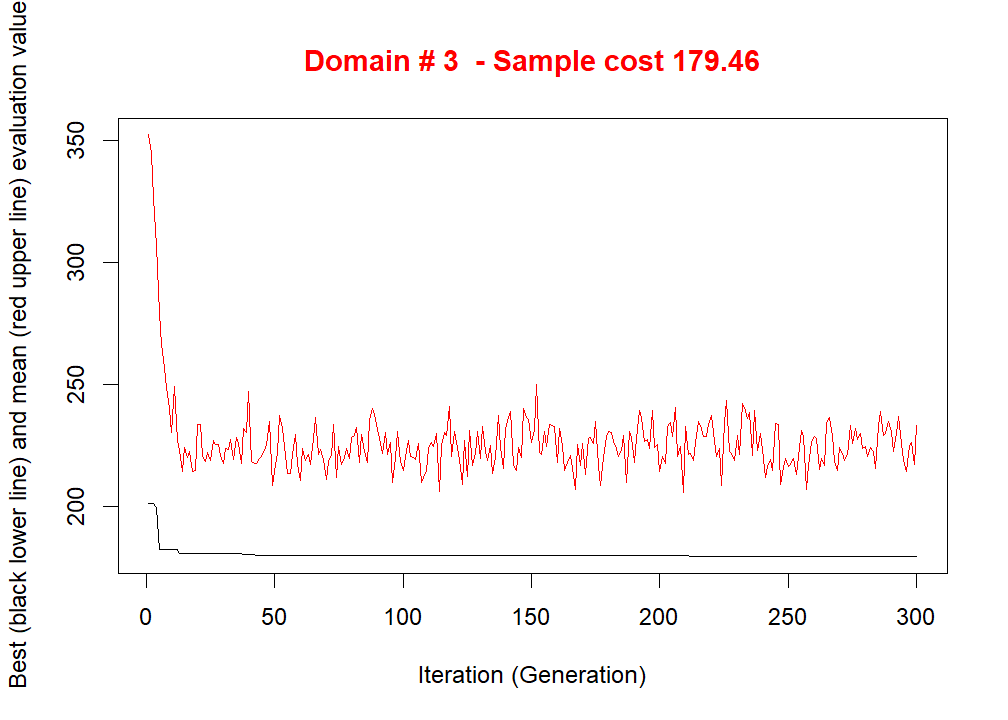 Domain # 3  - Sample cost 179.46
Best (black lower line) and mean (red upper line) evaluation value
350
300
250
200
0 50 100 150 200 250 300
Iteration (Generation)